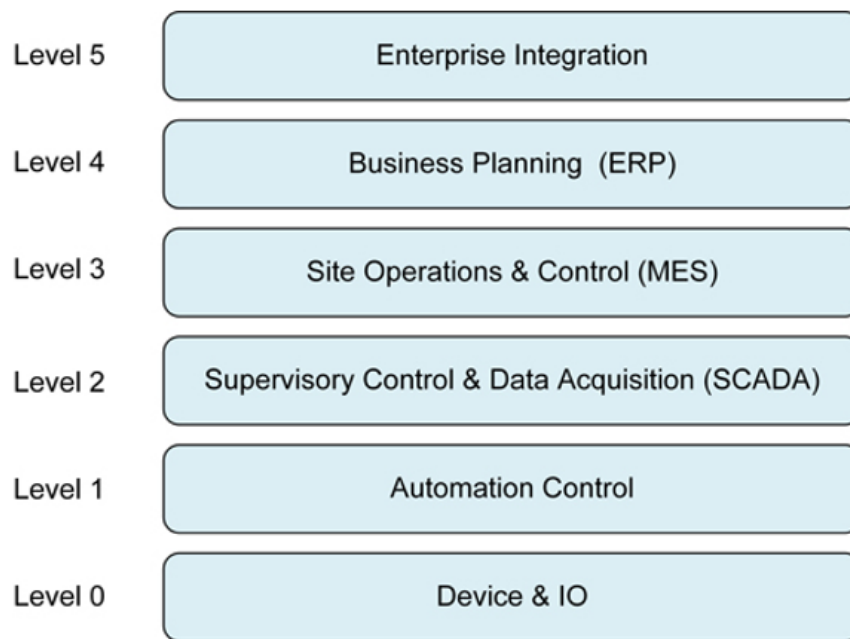 Level 5
Enterprise Integration
Level 4
Business Planning (ERP)
Level 3
Site Operations & Control (MES)
Level 2
Supervisory Control & Data Acquisition (SCADA)
Level 1
Automation Control
Level 0
Device & IO